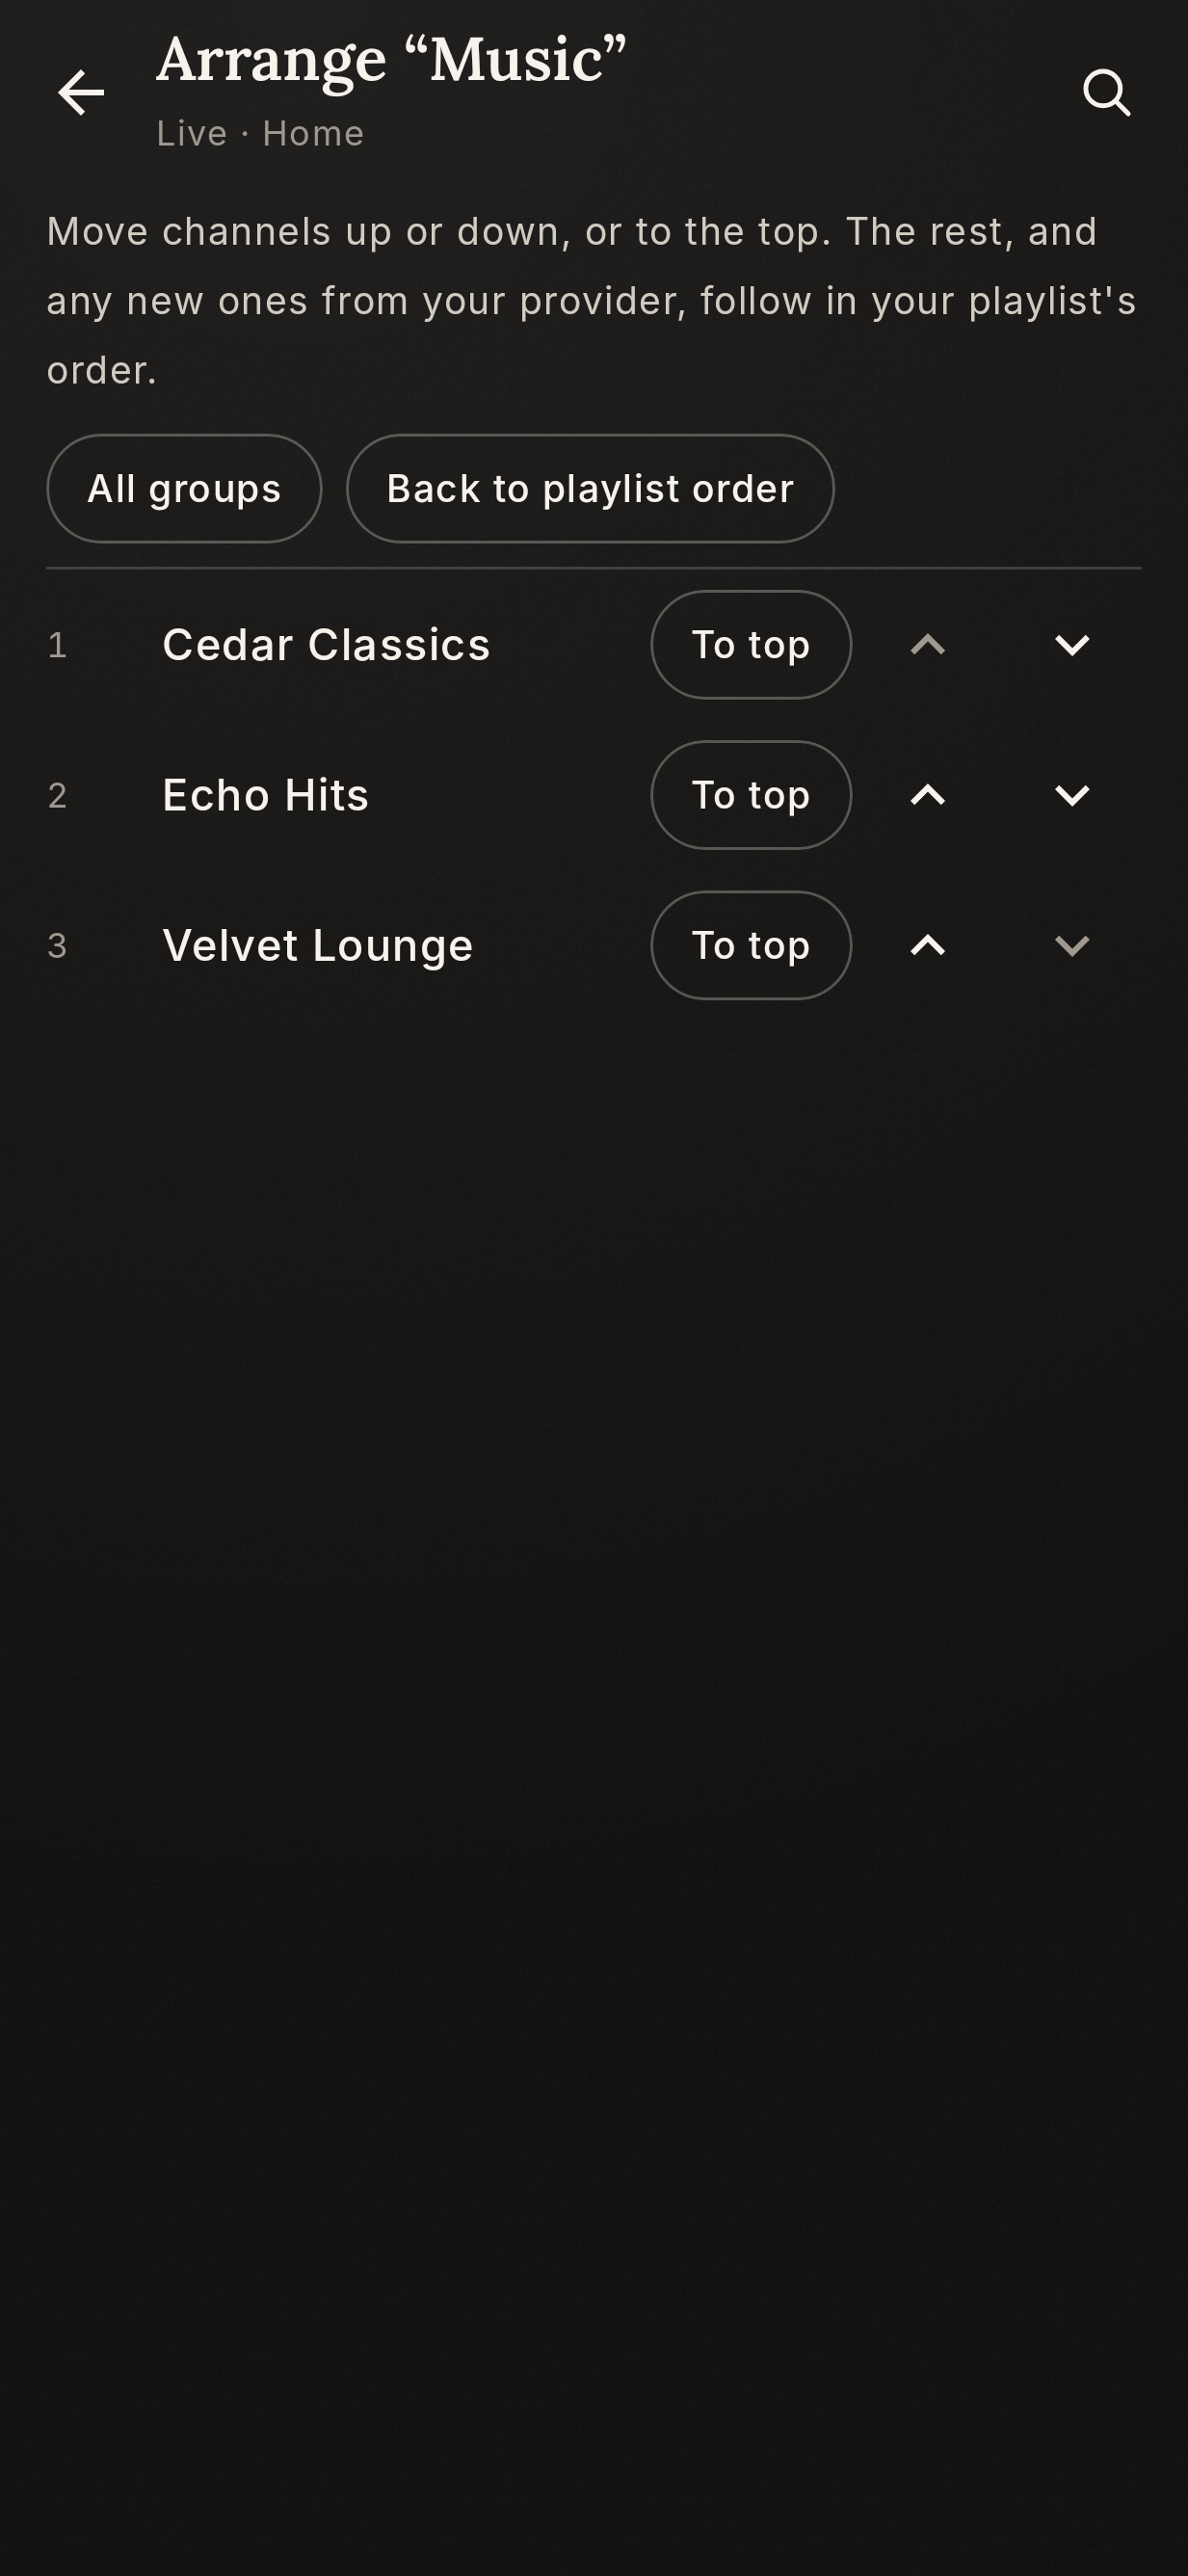 Arrange “Music”
Live · Home
Move channels up or down, or to the top. The rest, and
any new ones from your provider, follow in your playlist's
order.
All groups Back to playlist order
1 Cedar Classics To top
2 Echo Hits To top
3 Velvet Lounge To top